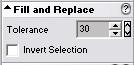 Fill and Replace ?
Tolerance 30
Invert Selection